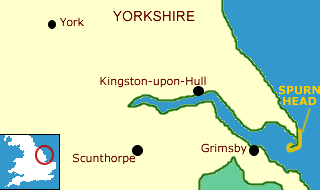 YORKSHIRE
York
Kingston-upon-Hull
SPURN
HEAD
Scunthorpe
Grimsby